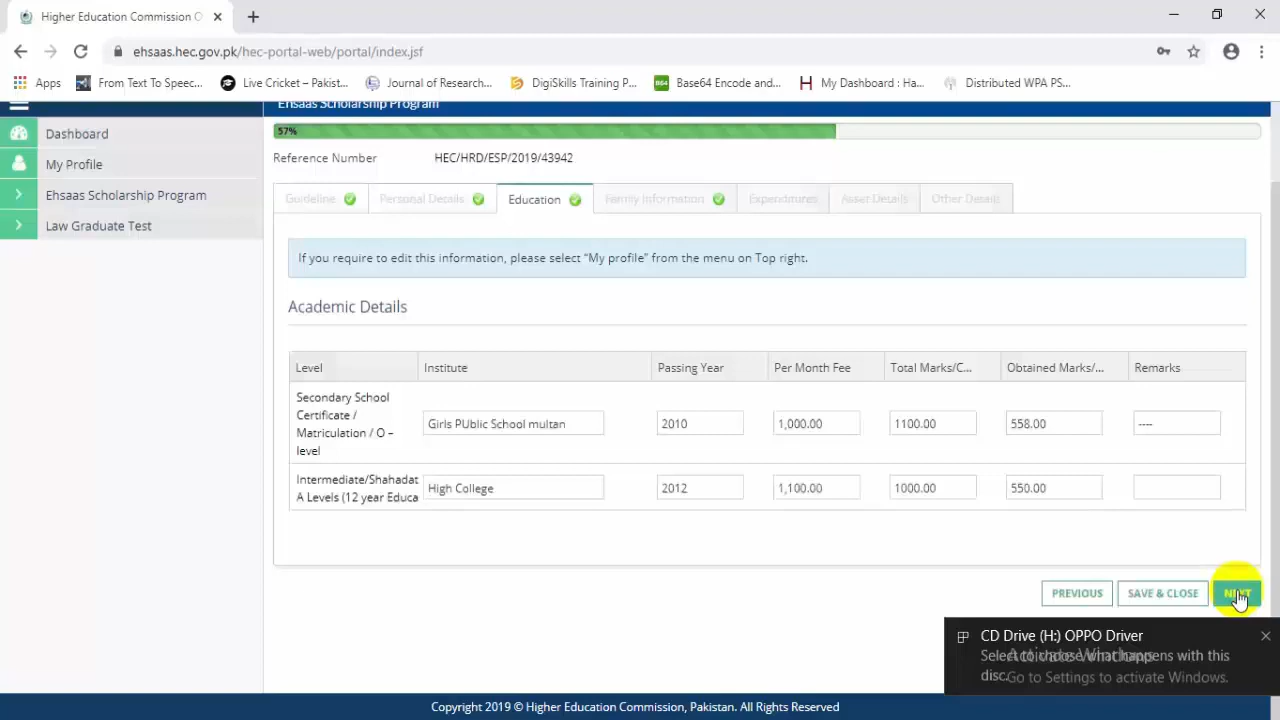 Higher Education Commission O
ehsaas.hec.gov.pk/hec-portal-web/portal/index.jsf
Apps
From Text To Speec...
Live Cricket – Pakist...
Journal of Research...
DigiSkills Training P...
B64
Base64 Encode and...
My Dashboard : Ha...
Distributed WPA PS...
Ehsaas Scholarship Program
Dashboard
My Profile
Ehsaas Scholarship Program
Law Graduate Test
57%
Reference Number HEC/HRD/ESP/2019/43942
Guideline Personal Details Education Family Information Expenditures Asset Details Other Details
If you require to edit this information, please select “My profile” from the menu on Top right.
Academic Details
Level Institute Passing Year Per Month Fee Total Marks/C... Obtained Marks/... Remarks
Secondary School
Certificate /
Matriculation / O –
level
Girls PUblic School multan 2010 1,000.00 1100.00 558.00 ----
Intermediate/Shahadat
A Levels (12 year Educa
High College 2012 1,100.00 1000.00 550.00
PREVIOUS SAVE & CLOSE NEXT
CD Drive (H:) OPPO Driver
Select to choose what happens with this
disc.
Activate Windows
Go to Settings to activate Windows.
Copyright 2019 © Higher Education Commission, Pakistan. All Rights Reserved